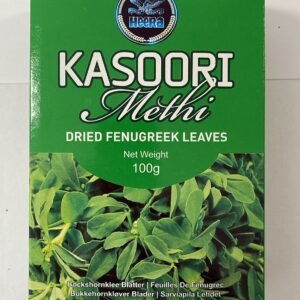 HEERA
KASOORI
Methi
DRIED FENUGREEK LEAVES
Net Weight
100g
Bockshornklee Blätter | Feuilles De Fenugrec
Bukkehornkløver Blader | Sarviapila Lehdet